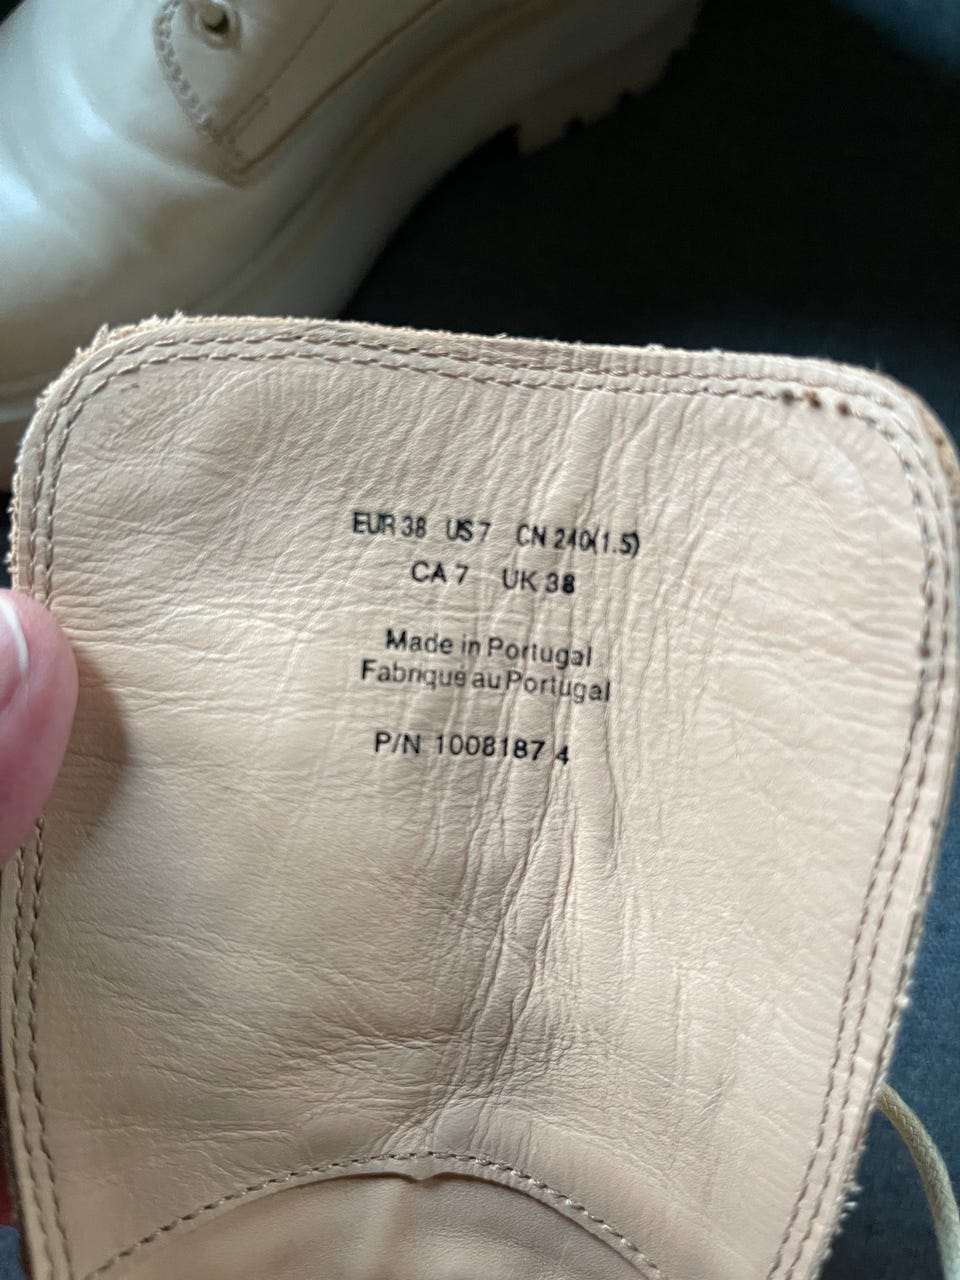 EUR 38 US 7 CN 240(1.5)
CA 7 UK 38
Made in Portugal
Fabriqué au Portugal
P/N 1008187 4